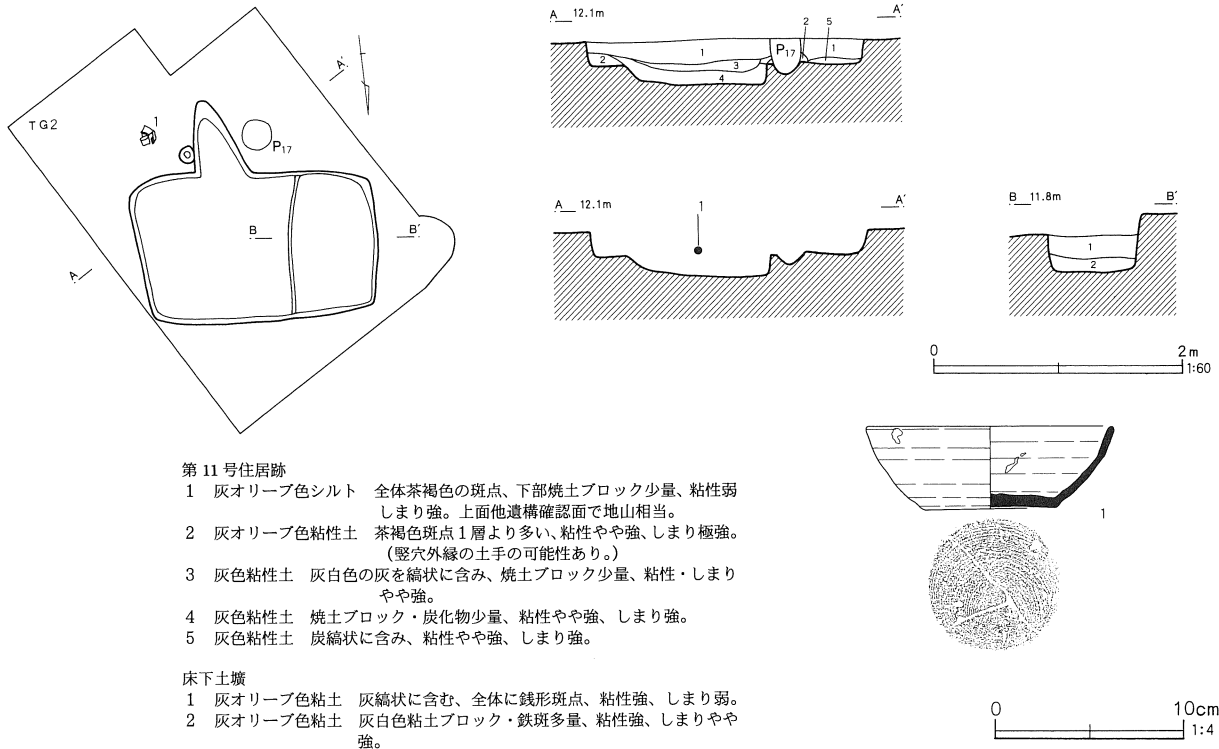 TG2
1
P17
A
A'
B
B'
A 12.1m
A'
2
5
1
P17
1
2
3
4
A 12.1m
A'
1
B 11.8m
B'
1
2
0
2m
1:60
1
0
10cm
1:4
第11号住居跡
1 灰オリーブ色シルト 全体茶褐色の斑点、下部焼土ブロック少量、粘性弱
しまり強。上面他遺構確認面で地山相当。
2 灰オリーブ色粘性土 茶褐色斑点1層より多い、粘性やや強、しまり極強。
(竪穴外縁の土手の可能性あり。)
3 灰色粘性土 灰白色の灰を縞状に含み、焼土ブロック少量、粘性・しまり
やや強。
4 灰色粘性土 焼土ブロック・炭化物少量、粘性やや強、しまり強。
5 灰色粘性土 炭縞状に含み、粘性やや強、しまり強。
床下土壙
1 灰オリーブ色粘土 灰縞状に含む、全体に銭形斑点、粘性強、しまり弱。
2 灰オリーブ色粘土 灰白色粘土ブロック・鉄斑多量、粘性強、しまりやや
強。